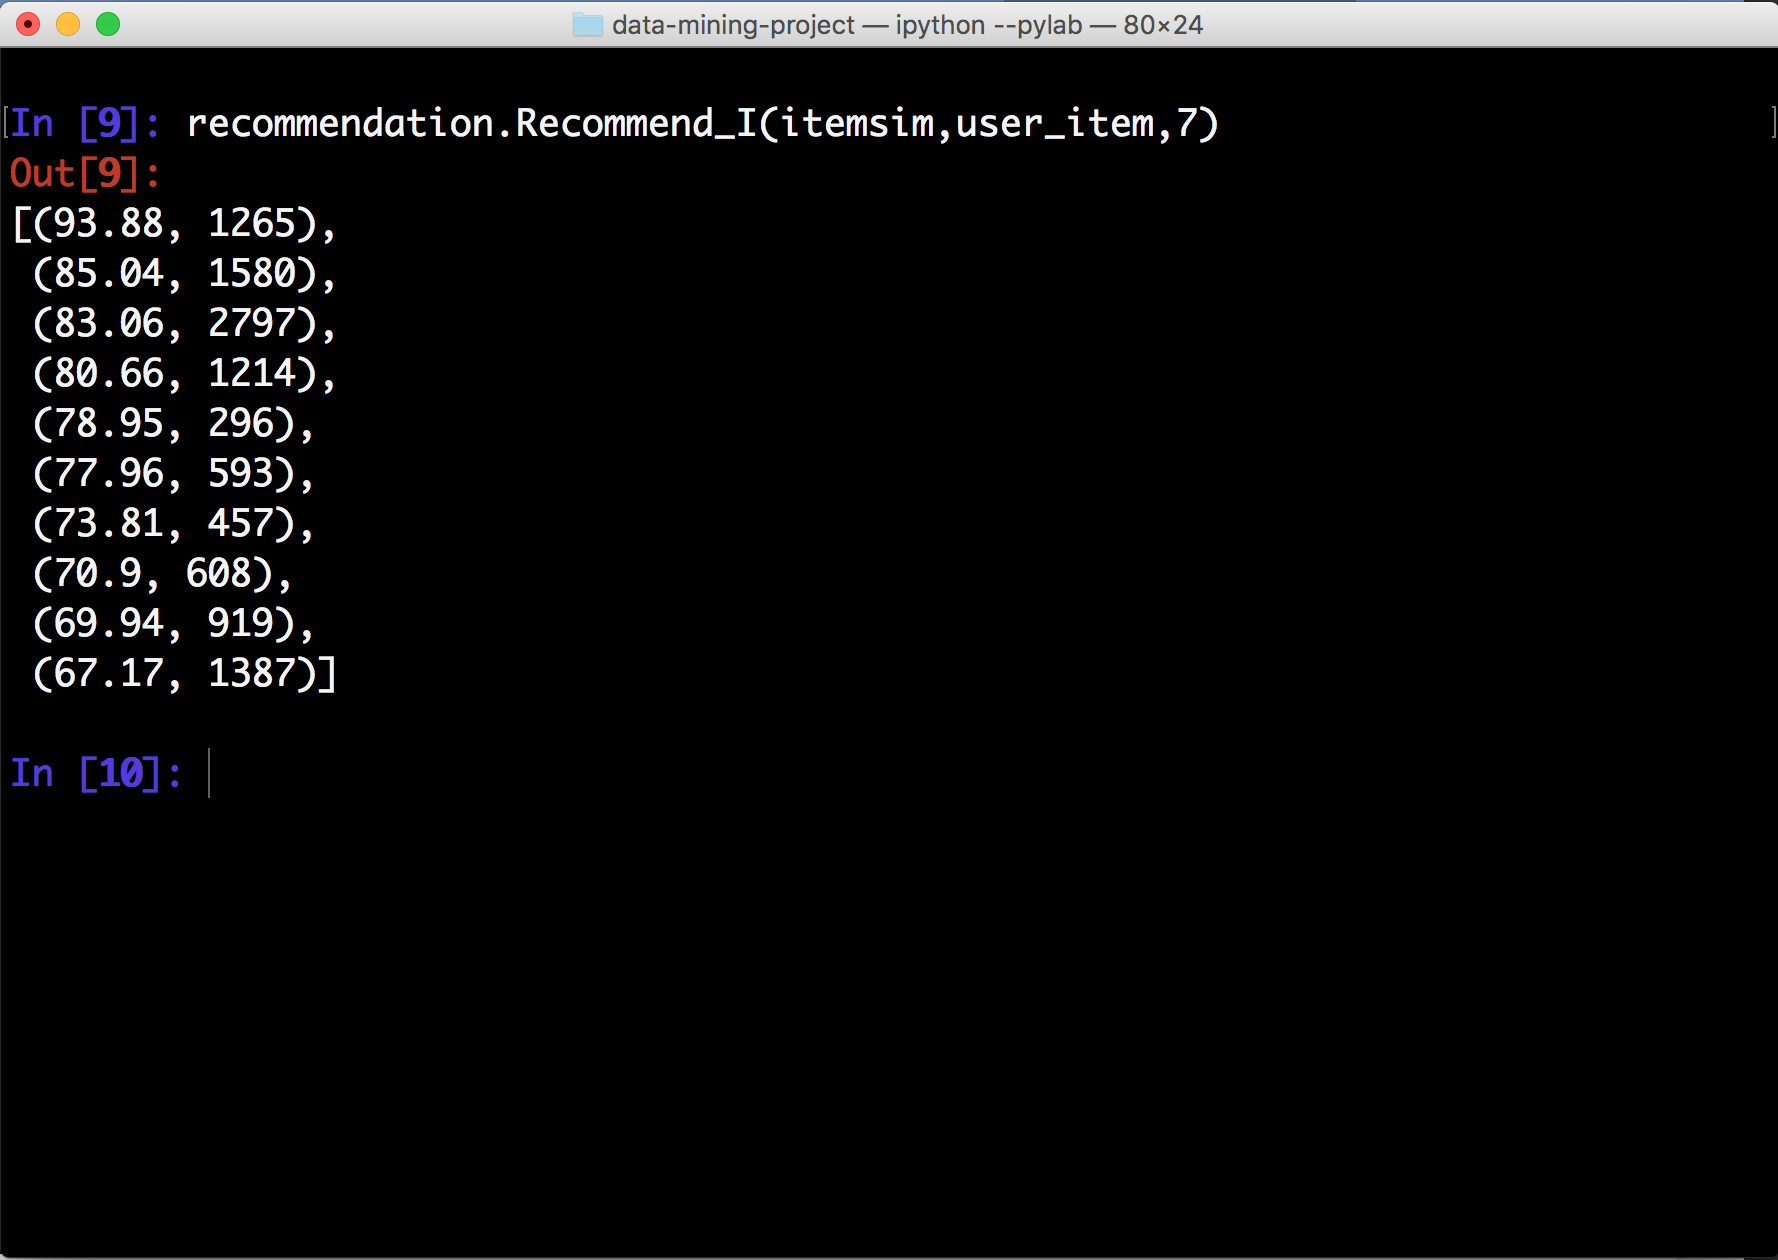 data-mining-project — ipython --pylab — 80×24
In [9]: recommendation.Recommend_I(itemsim,user_item,7)
Out[9]:
[(93.88, 1265),
 (85.04, 1580),
 (83.06, 2797),
 (80.66, 1214),
 (78.95, 296),
 (77.96, 593),
 (73.81, 457),
 (70.9, 608),
 (69.94, 919),
 (67.17, 1387)]
In [10]: